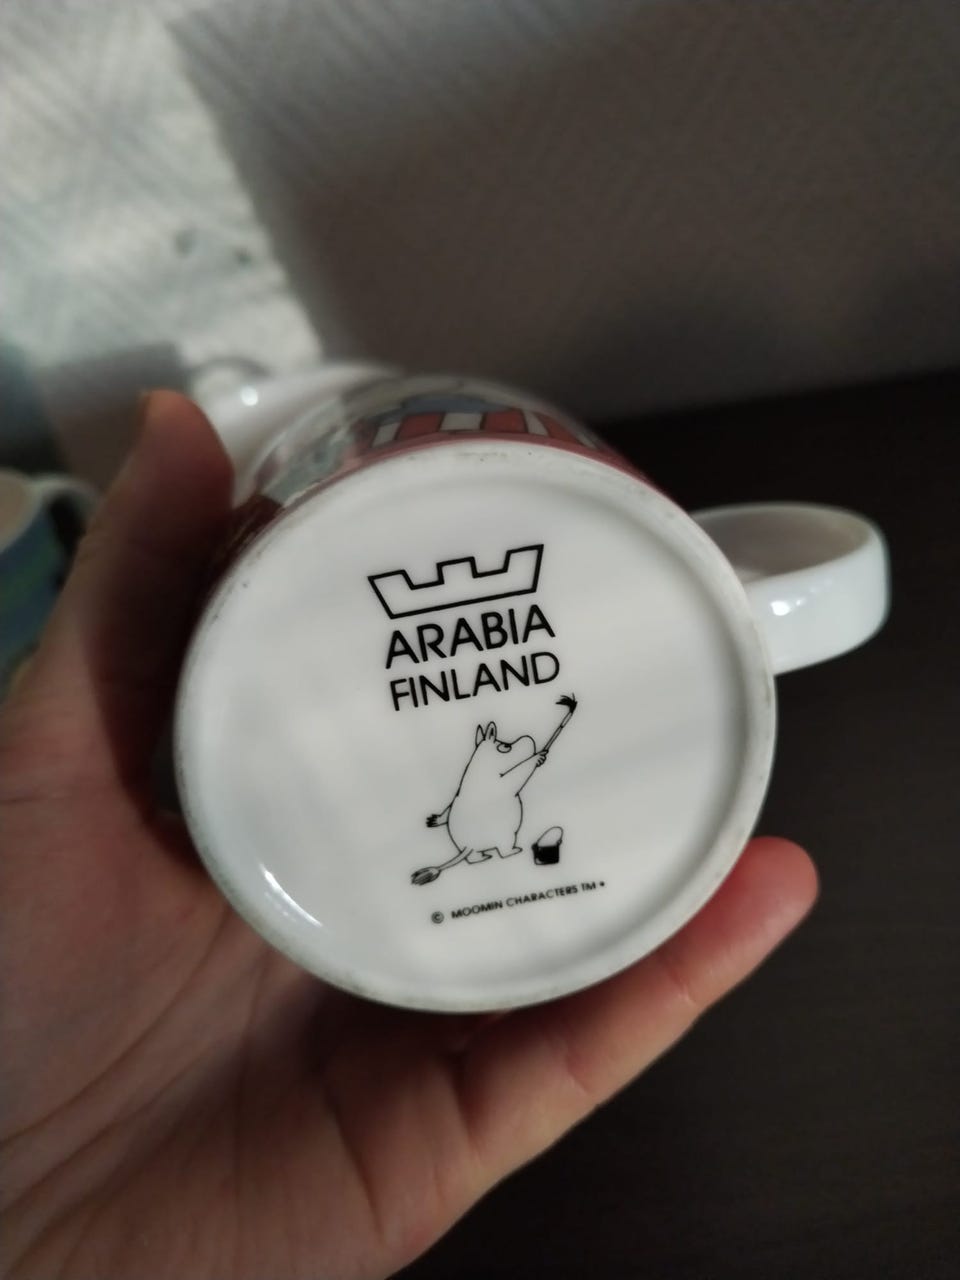 ARABIA
FINLAND
© MOOMIN CHARACTERS TM •